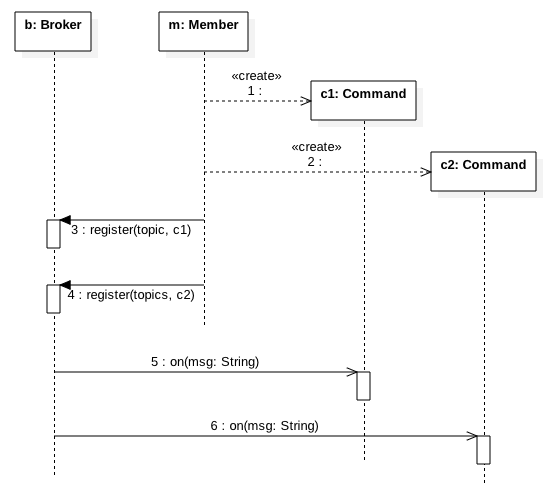 b: Broker
m: Member
«create»
1 :
c1: Command
«create»
2 :
c2: Command
3 : register(topic, c1)
4 : register(topics, c2)
5 : on(msg: String)
6 : on(msg: String)